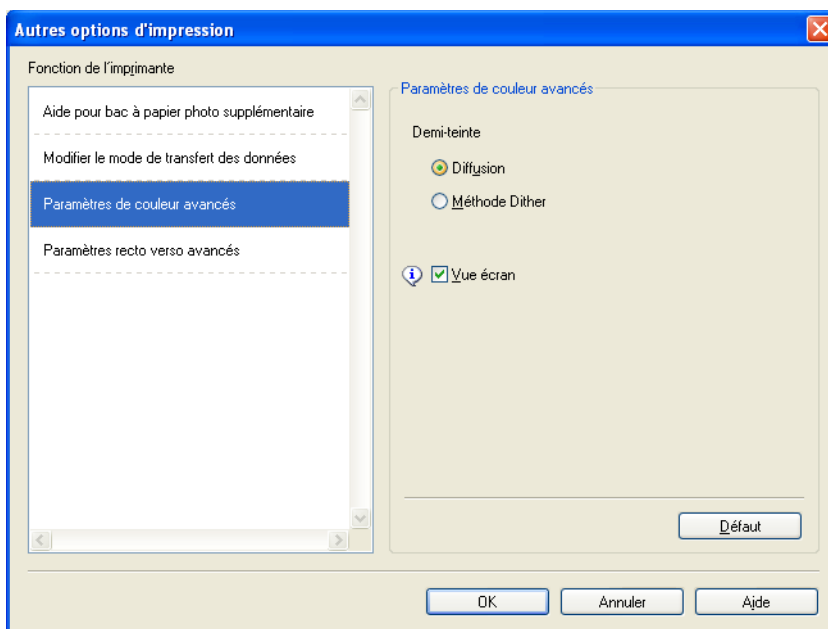 Autres options d'impression
Fonction de l'imprimante
Aide pour bac à papier photo supplémentaire
Modifier le mode de transfert des données
Paramètres de couleur avancés
Paramètres recto verso avancés
Paramètres de couleur avancés
Demi-teinte
Diffusion
Méthode Dither
Vue écran
Défaut
OK
Annuler
Aide